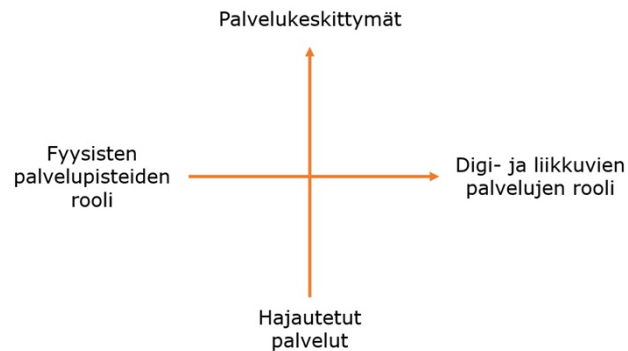 Palvelukeskittymät
Fyysisten
palvelupisteiden
rooli
Digi- ja liikkuvien
palvelujen rooli
Hajautetut
palvelut